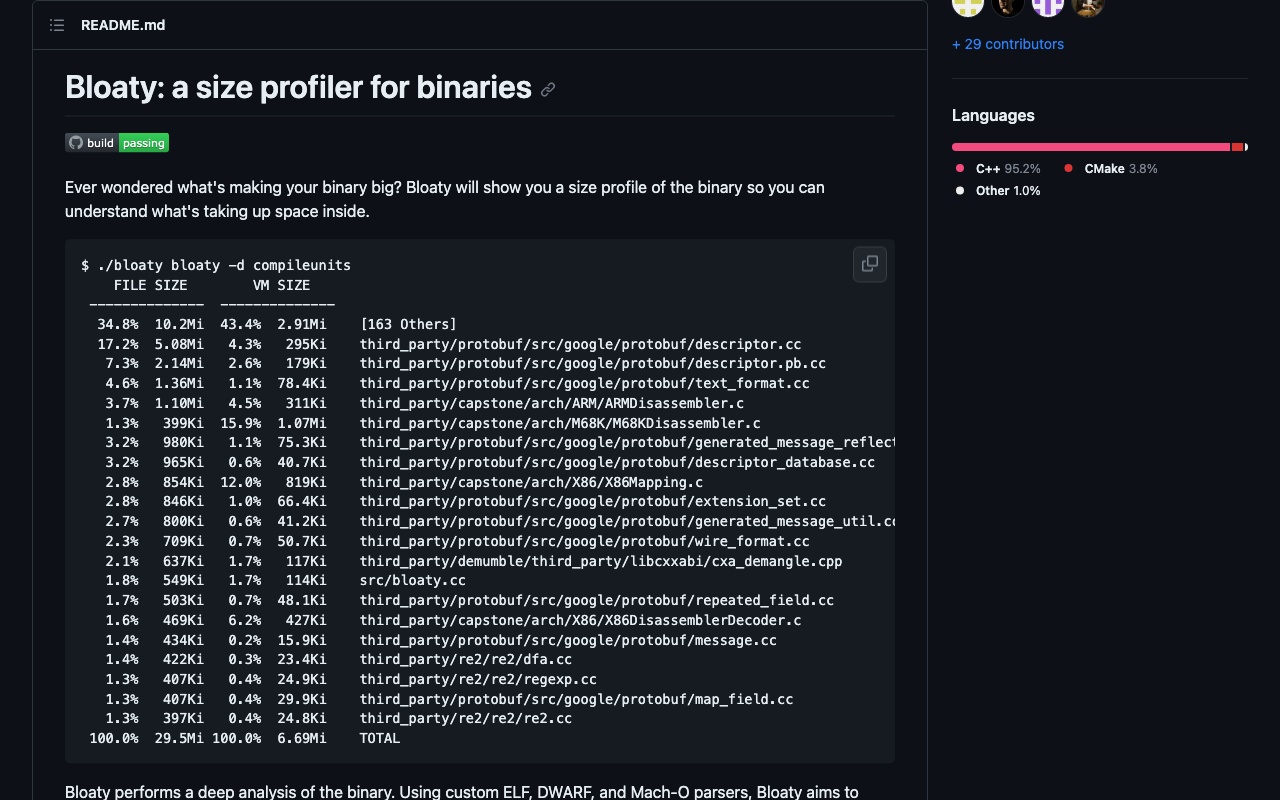 README.md
Bloaty: a size profiler for binaries
build passing
Ever wondered what's making your binary big? Bloaty will show you a size profile of the binary so you can
understand what's taking up space inside.
$ ./bloaty bloaty -d compileunits
    FILE SIZE        VM SIZE
 --------------  --------------
  34.8%  10.2Mi  43.4%  2.91Mi    [163 Others]
  17.2%  5.08Mi   4.3%   295Ki    third_party/protobuf/src/google/protobuf/descriptor.cc
   7.3%  2.14Mi   2.6%   179Ki    third_party/protobuf/src/google/protobuf/descriptor.pb.cc
   4.6%  1.36Mi   1.1%  78.4Ki    third_party/protobuf/src/google/protobuf/text_format.cc
   3.7%  1.10Mi   4.5%   311Ki    third_party/capstone/arch/ARM/ARMDisassembler.c
   1.3%   399Ki  15.9%  1.07Mi    third_party/capstone/arch/M68K/M68KDisassembler.c
   3.2%   980Ki   1.1%  75.3Ki    third_party/protobuf/src/google/protobuf/generated_message_reflect
   3.2%   965Ki   0.6%  40.7Ki    third_party/protobuf/src/google/protobuf/descriptor_database.cc
   2.8%   854Ki  12.0%   819Ki    third_party/capstone/arch/X86/X86Mapping.c
   2.8%   846Ki   1.0%  66.4Ki    third_party/protobuf/src/google/protobuf/extension_set.cc
   2.7%   800Ki   0.6%  41.2Ki    third_party/protobuf/src/google/protobuf/generated_message_util.cc
   2.3%   709Ki   0.7%  50.7Ki    third_party/protobuf/src/google/protobuf/wire_format.cc
   2.1%   637Ki   1.7%   117Ki    third_party/demumble/third_party/libcxxabi/cxa_demangle.cpp
   1.8%   549Ki   1.7%   114Ki    src/bloaty.cc
   1.7%   503Ki   0.7%  48.1Ki    third_party/protobuf/src/google/protobuf/repeated_field.cc
   1.6%   469Ki   6.2%   427Ki    third_party/capstone/arch/X86/X86DisassemblerDecoder.c
   1.4%   434Ki   0.2%  15.9Ki    third_party/protobuf/src/google/protobuf/message.cc
   1.4%   422Ki   0.3%  23.4Ki    third_party/re2/re2/dfa.cc
   1.3%   407Ki   0.4%  24.9Ki    third_party/re2/re2/regexp.cc
   1.3%   407Ki   0.4%  29.9Ki    third_party/protobuf/src/google/protobuf/map_field.cc
   1.3%   397Ki   0.4%  24.8Ki    third_party/re2/re2/re2.cc
 100.0%  29.5Mi 100.0%  6.69Mi    TOTAL
Bloaty performs a deep analysis of the binary. Using custom ELF, DWARF, and Mach-O parsers, Bloaty aims to
+ 29 contributors
Languages
C++ 95.2% CMake 3.8%
Other 1.0%